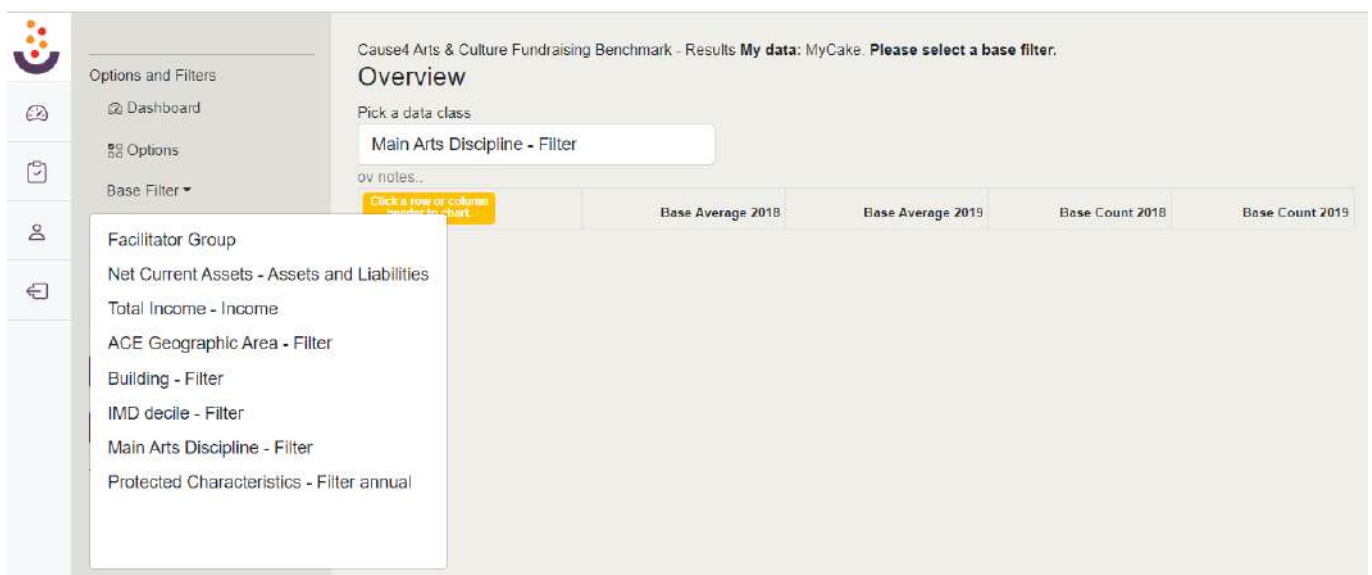 Cause4 Arts & Culture Fundraising Benchmark - Results My data: MyCake. Please select a base filter.
Options and Filters
Overview
Dashboard
Pick a data class
Main Arts Discipline - Filter
Options
ov notes..
Base Filter
Click a row or column
header to chart.
Base Average 2018
Base Average 2019
Base Count 2018
Base Count 2019
Facilitator Group
Net Current Assets - Assets and Liabilities
Total Income - Income
ACE Geographic Area - Filter
Building - Filter
IMD decile - Filter
Main Arts Discipline - Filter
Protected Characteristics - Filter annual